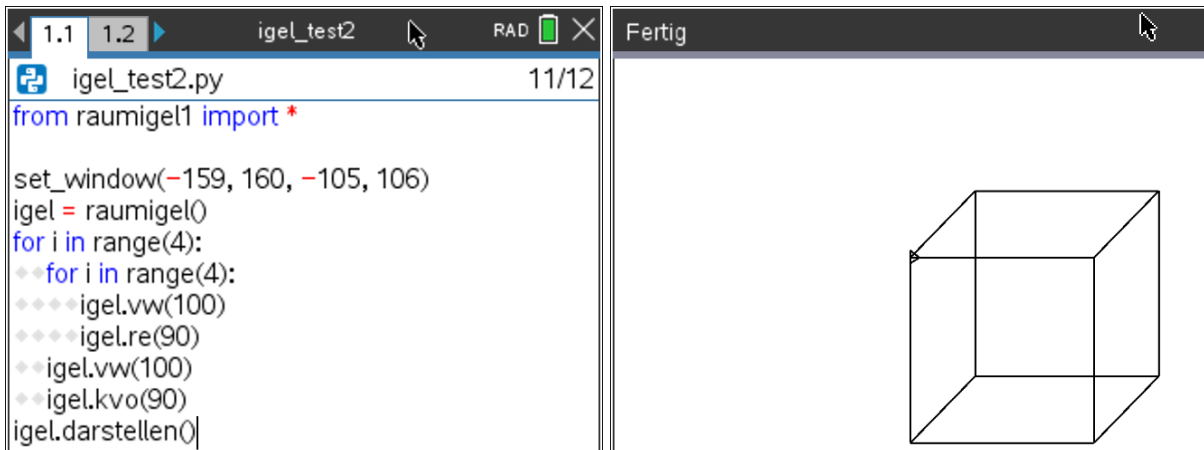 1.1 1.2 igel_test2 RAD
igel_test2.py 11/12
from raumigel1 import *
set_window(−159, 160, −105, 106)
igel = raumigel()
for i in range(4):
for i in range(4):
igel.vw(100)
igel.re(90)
igel.vw(100)
igel.kvo(90)
igel.darstellen()
Fertig